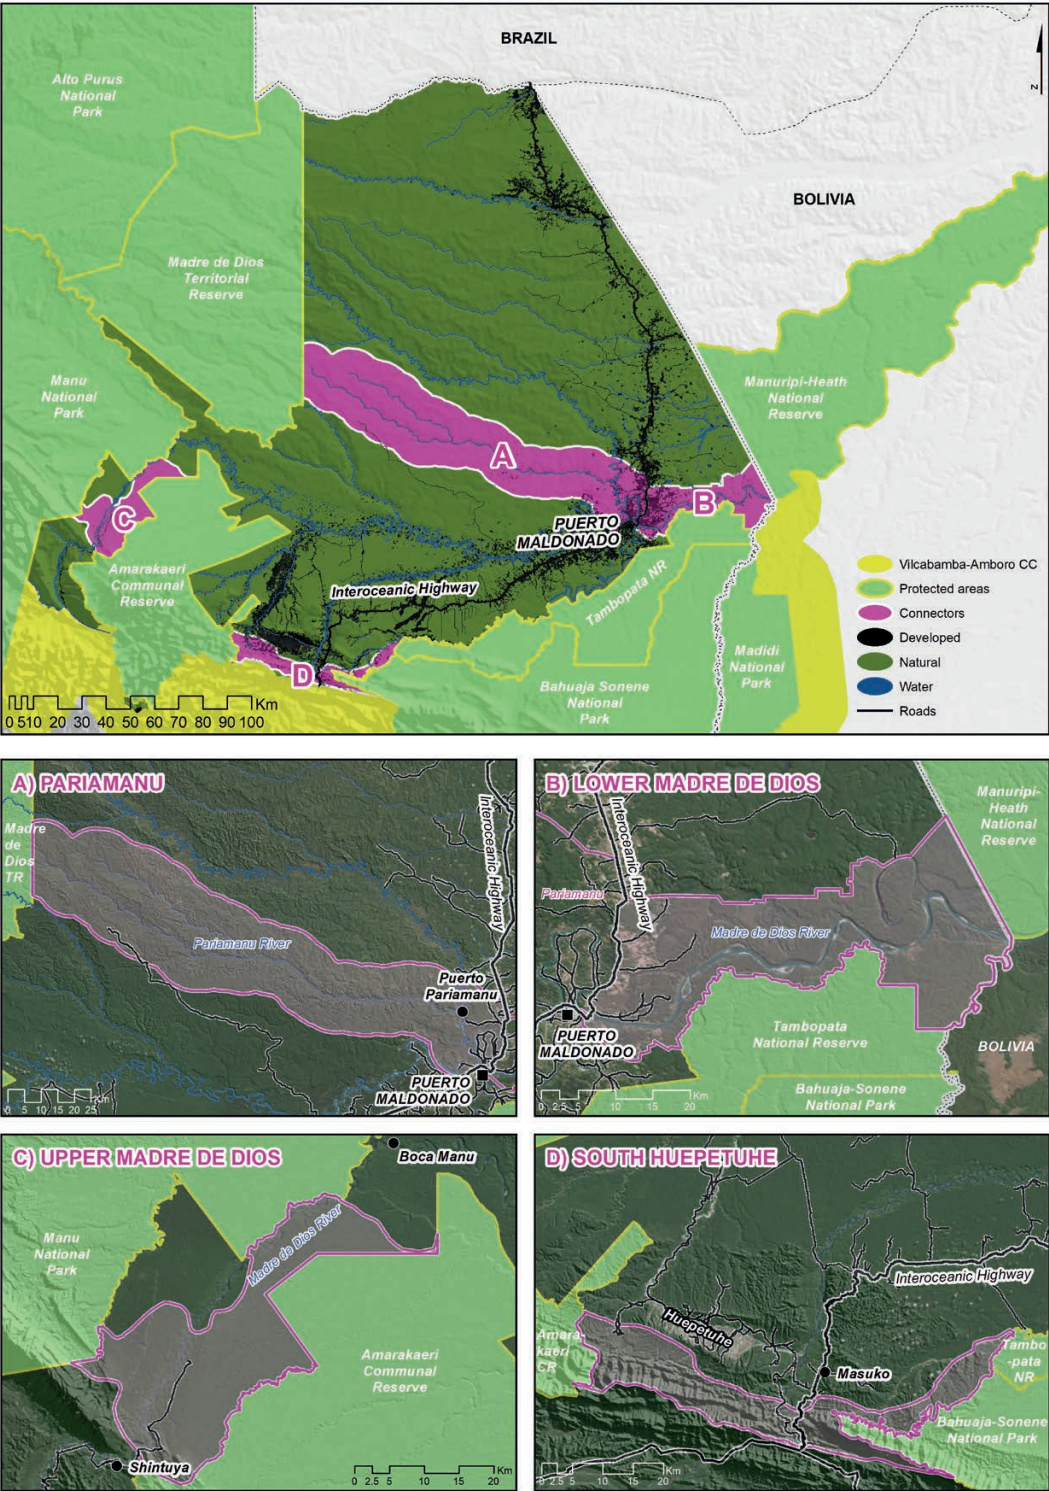 BRAZIL
Alto Purus
National
Park
N
BOLIVIA
Madre de Dios
Territorial
Reserve
Manu
National
Park
Manuripi-Heath
National
Reserve
A
B
C
PUERTO
MALDONADO
Amarakaeri
Communal
Reserve
Interoceanic Highway
Tambopata NR
D
Madidi
National
Park
Bahuaja Sonene
National
Park
Vilcabamba-Amboro CC
Protected areas
Connectors
Developed
Natural
Water
Roads
Km
0 5 10 20 30 40 50 60 70 80 90 100
A) PARIAMANU
Madre
de
Dios
TR
Interoceanic Highway
Pariamanu River
Puerto
Pariamanu
PUERTO
MALDONADO
Km
0 5 10 15 20 25
B) LOWER MADRE DE DIOS
Manuripi-
Heath
National
Reserve
Interoceanic Highway
Pariamanu
Madre de Dios River
PUERTO
MALDONADO
Tambopata
National Reserve
BOLIVIA
Bahuaja-Sonene
National Park
Km
0 2.5 5 10 15 20
C) UPPER MADRE DE DIOS
Boca Manu
Manu
National
Park
Madre de Dios River
Amarakaeri
Communal
Reserve
Shintuya
Km
0 2.5 5 10 15 20
D) SOUTH HUEPETUHE
Interoceanic Highway
Huepetuhe
Amara-
kaeri
CR
Masuko
Tambo
-pata
NR
Bahuaja-Sonene
National Park
Km
0 2.5 5 10 15 20